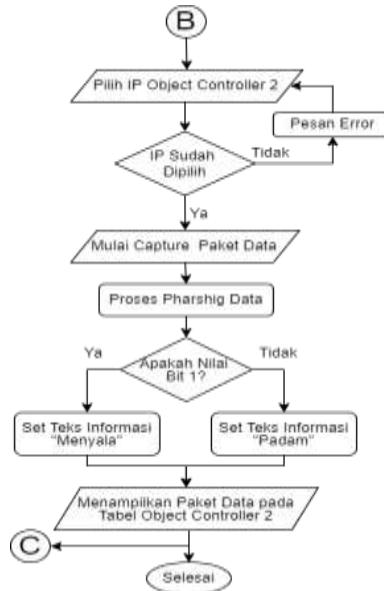 B
Pilih IP Object Controller 2
Pesan Error
IP Sudah
Dipilih
Tidak
Ya
Mulai Capture Paket Data
Proses Pharshig Data
Ya
Apakah Nilai
Bit 1?
Tidak
Set Teks Informasi
"Menyala"
Set Teks Informasi
"Padam"
Menampilkan Paket Data pada
Tabel Object Controller 2
C
Selesai